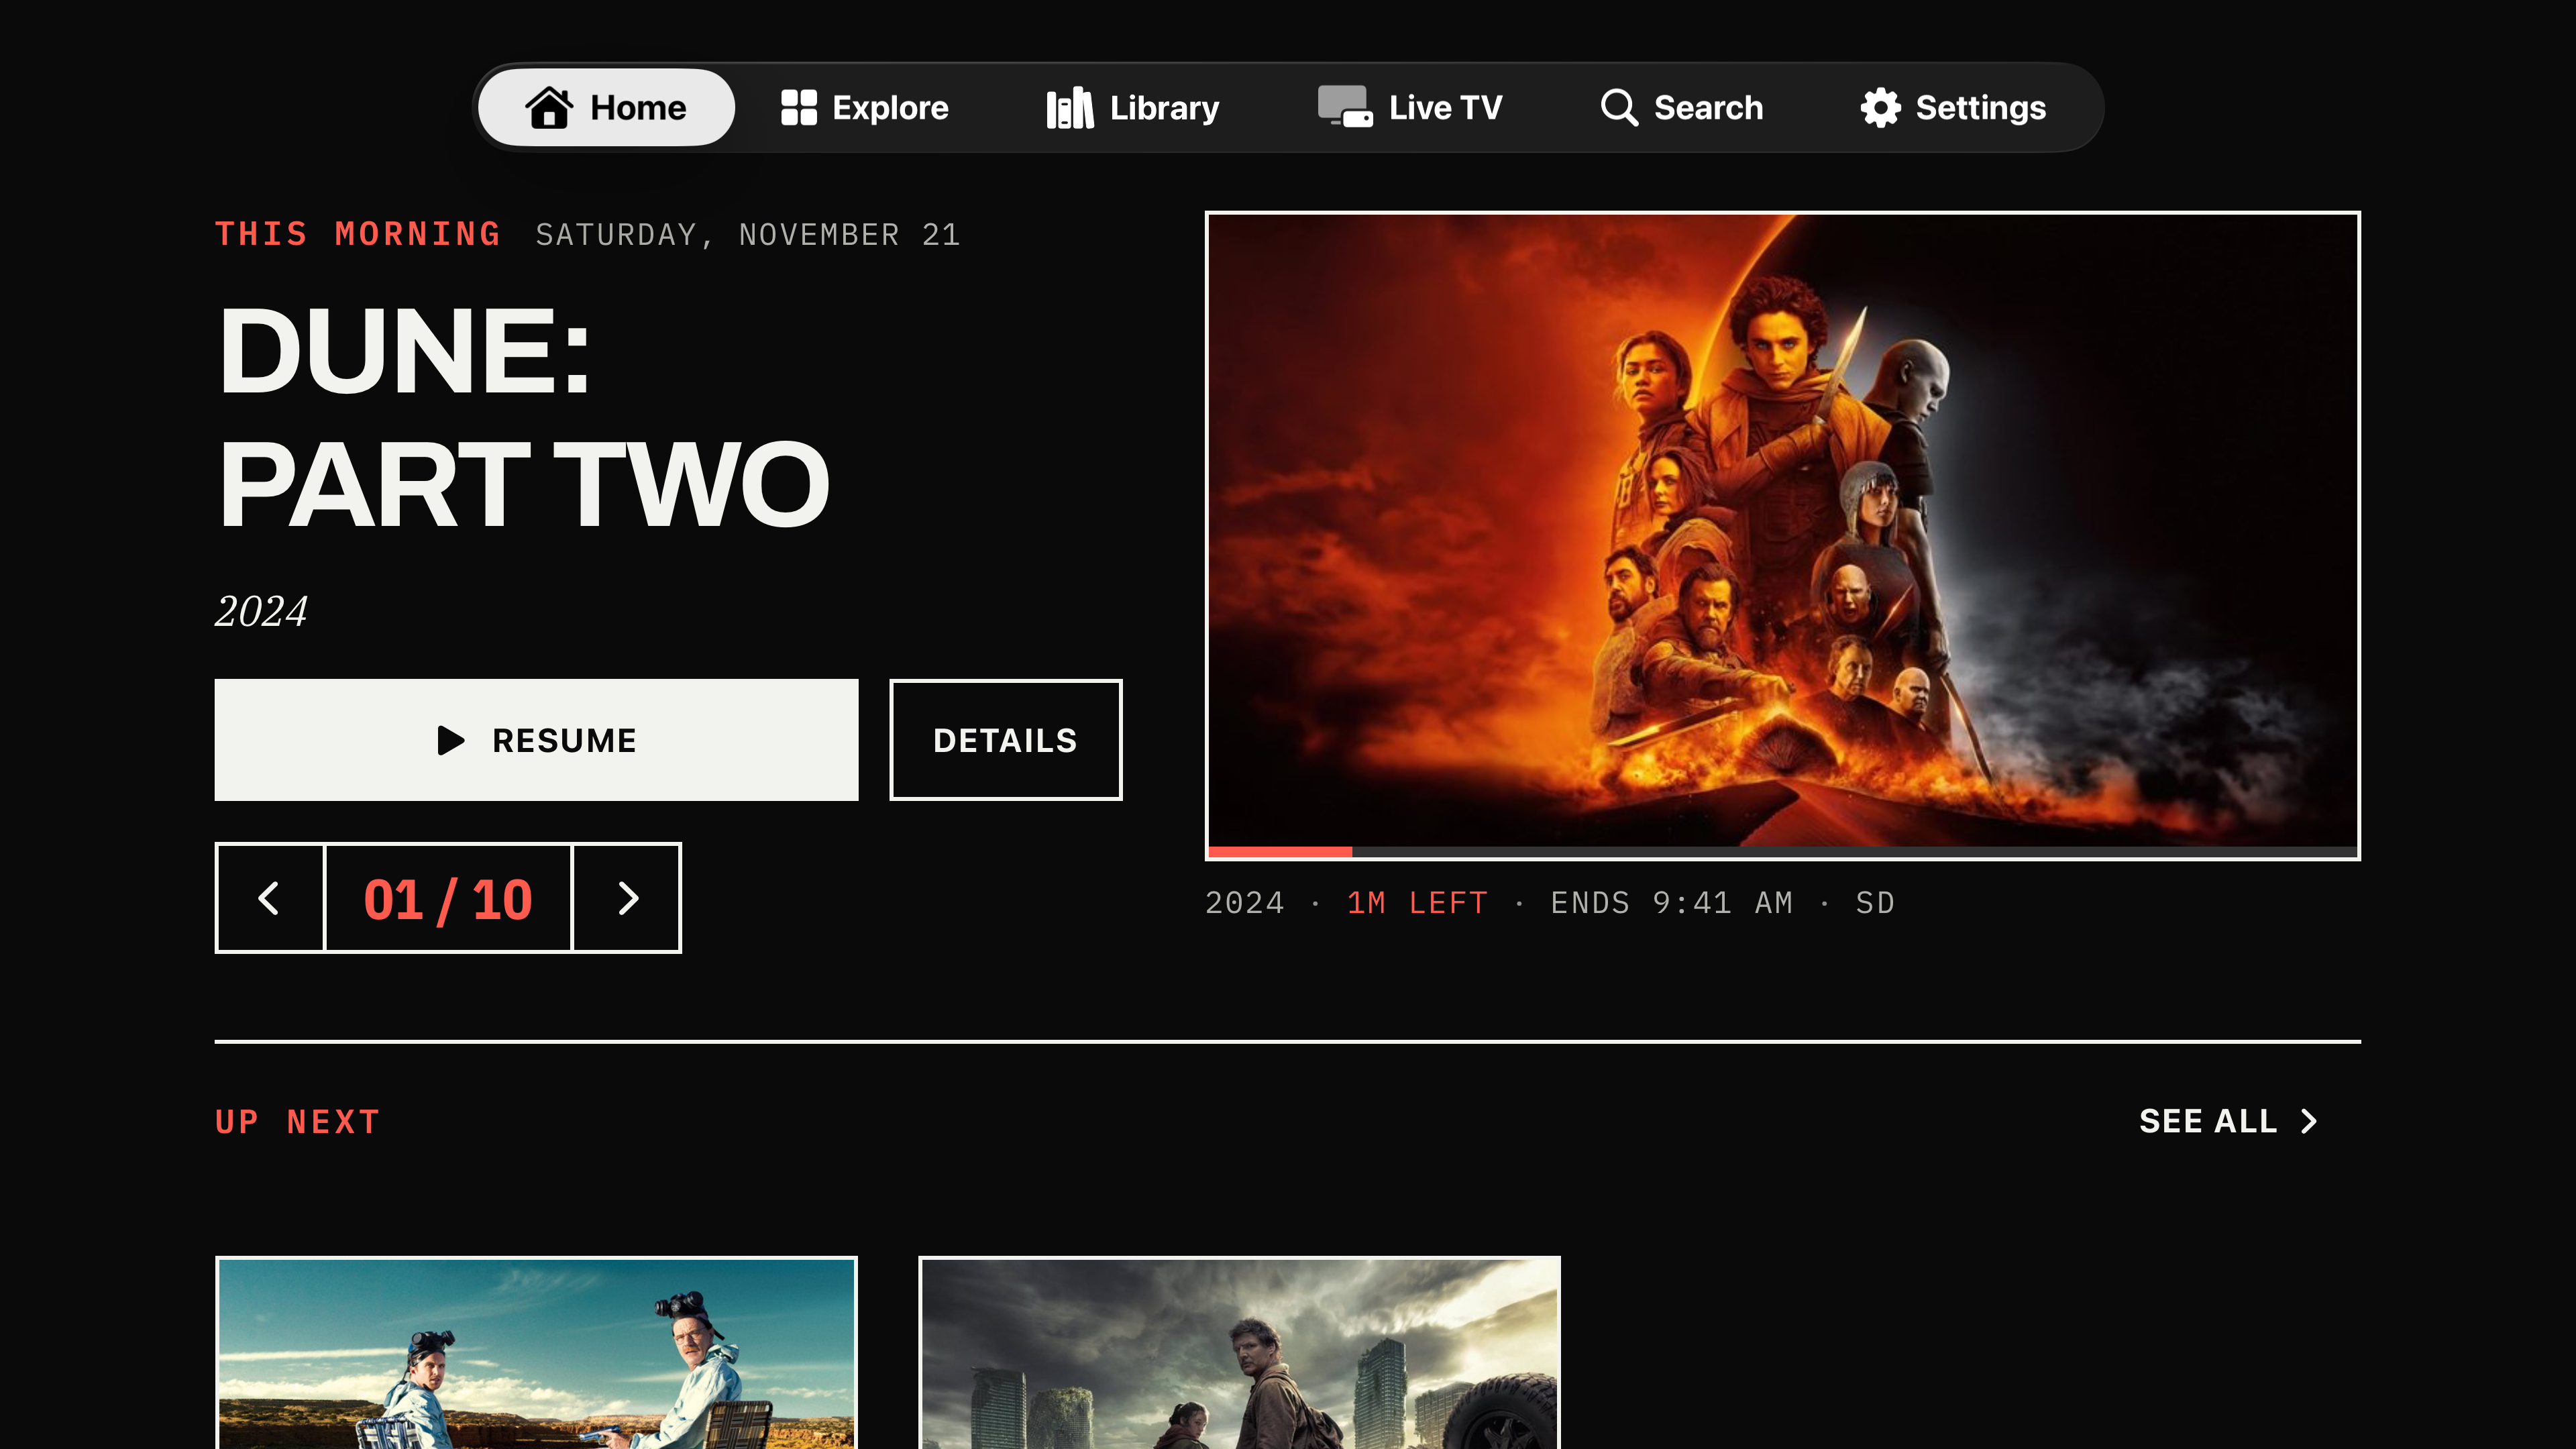 Home Explore Library Live TV Search Settings
THIS MORNING SATURDAY, NOVEMBER 21
DUNE:
PART TWO
2024
RESUME DETAILS
01 / 10
2024 · 1M LEFT · ENDS 9:41 AM · SD
UP NEXT SEE ALL